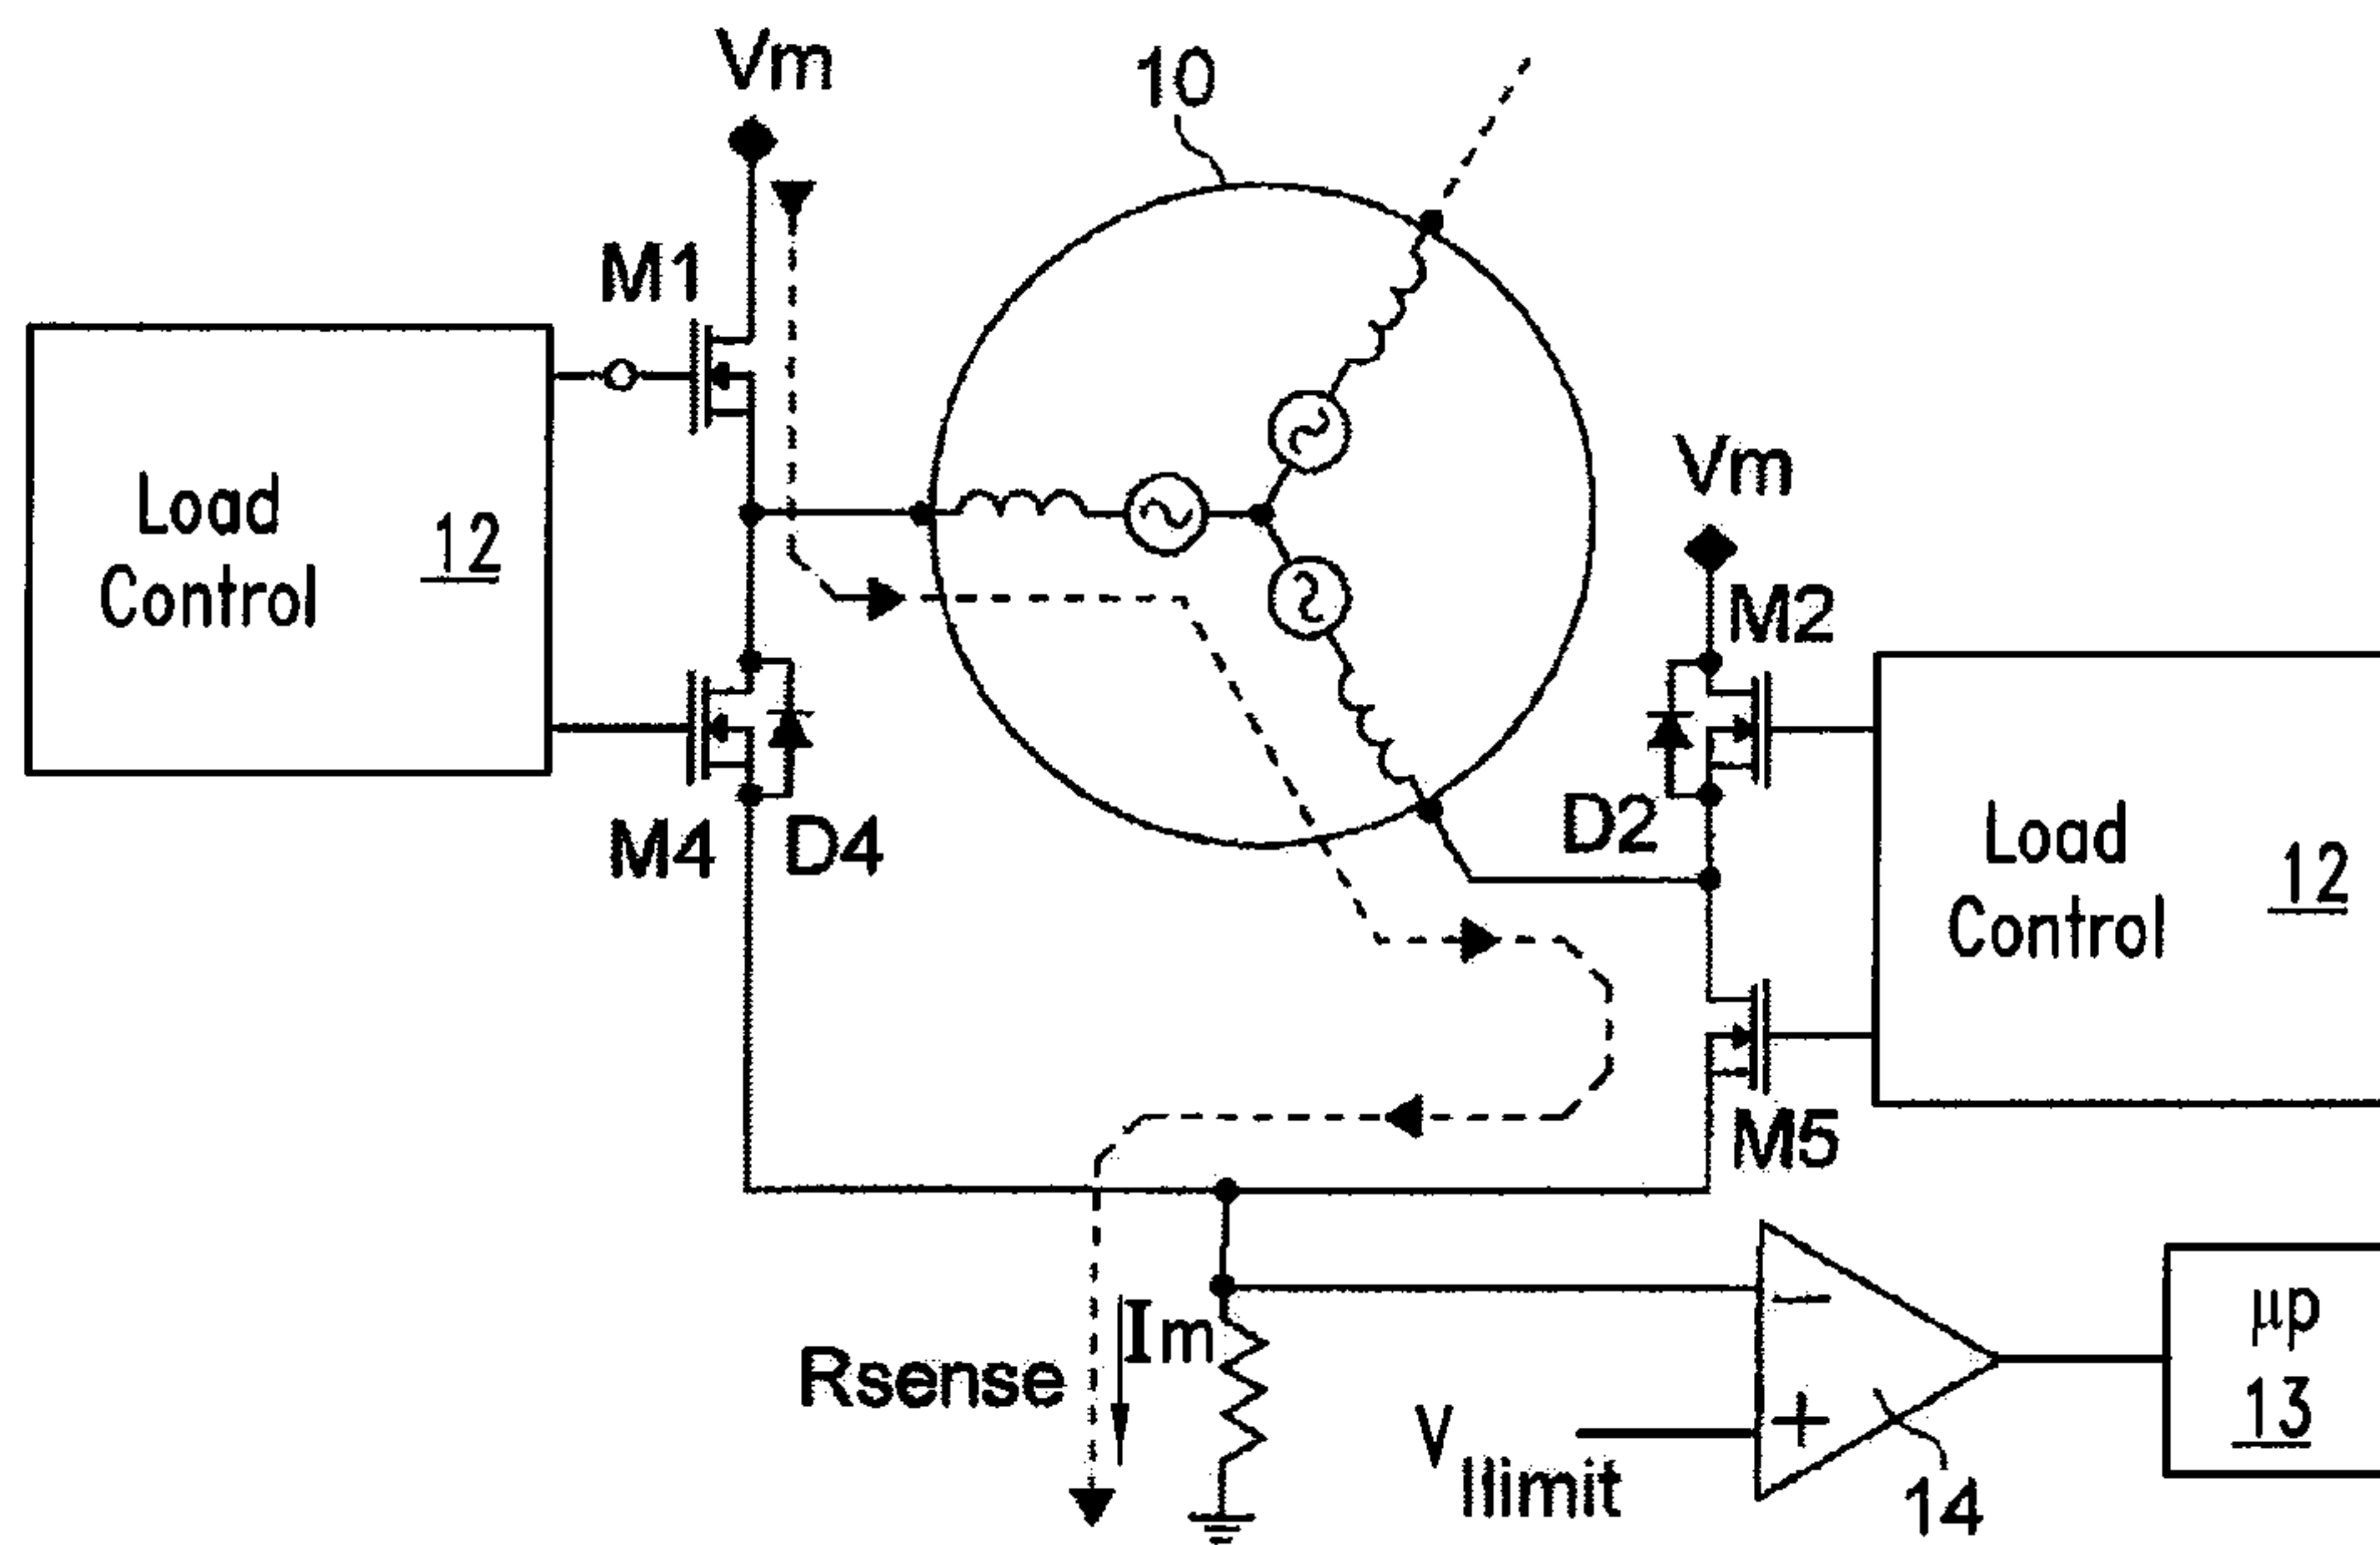 Vm
10
M1
Load
Control
12
Vm
M2
M4
D4
D2
Load
Control
12
M5
Rsense
Im
V
Ilimit
μp
13
14